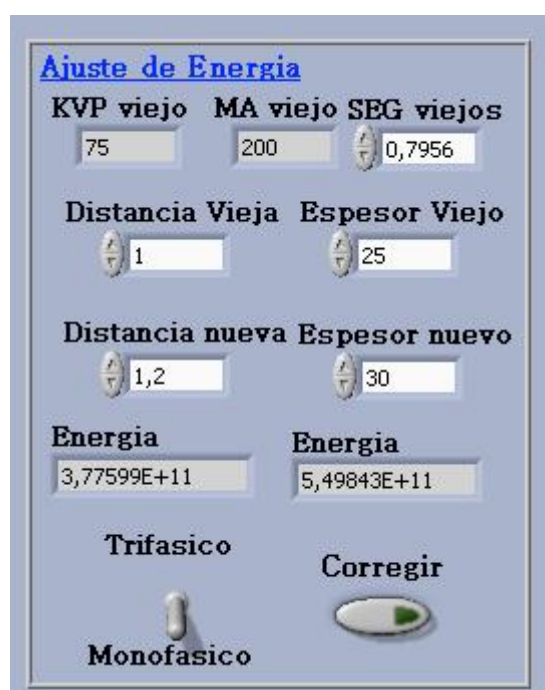 Ajuste de Energia
KVP viejo MA viejo SEG viejos
75 200 0,7956
Distancia Vieja Espesor Viejo
1 25
Distancia nueva Espesor nuevo
1,2 30
Energia Energia
3,77599E+11 5,49843E+11
Trifasico
Corregir
Monofasico